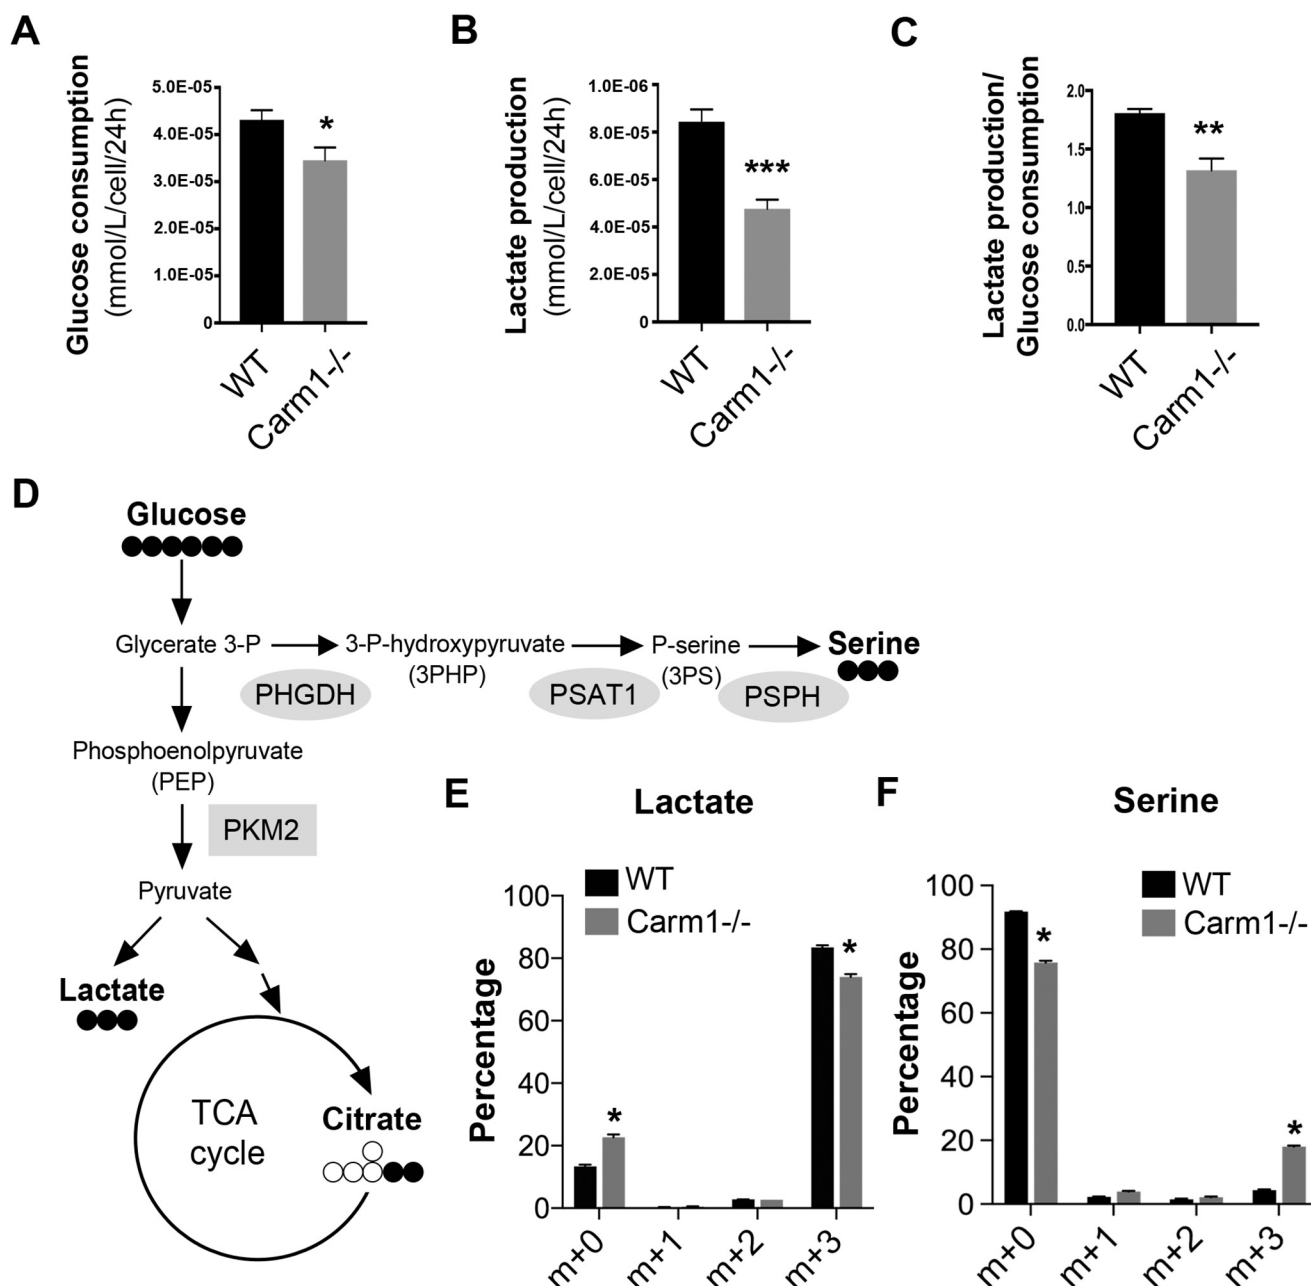 A
Glucose consumption
(mmol/L/cell/24h)
5.0E-05
4.0E-05
3.0E-05
2.0E-05
1.0E-05
0
*
WT
Carm1-/-
B
Lactate production
(mmol/L/cell/24h)
1.0E-06
8.0E-05
6.0E-05
4.0E-05
2.0E-05
0
***
WT
Carm1-/-
C
Lactate production/
Glucose consumption
2.0
1.5
1.0
0.5
0.0
**
WT
Carm1-/-
D
Glucose
Glycerate 3-P
3-P-hydroxypyruvate
(3PHP)
P-serine
(3PS)
Serine
PHGDH
PSAT1
PSPH
Phosphoenolpyruvate
(PEP)
PKM2
Pyruvate
Lactate
TCA
cycle
Citrate
E
Lactate
WT
Carm1-/-
Percentage
100
80
60
40
20
0
*
*
m+0
m+1
m+2
m+3
F
Serine
WT
Carm1-/-
Percentage
100
80
60
40
20
0
*
*
m+0
m+1
m+2
m+3